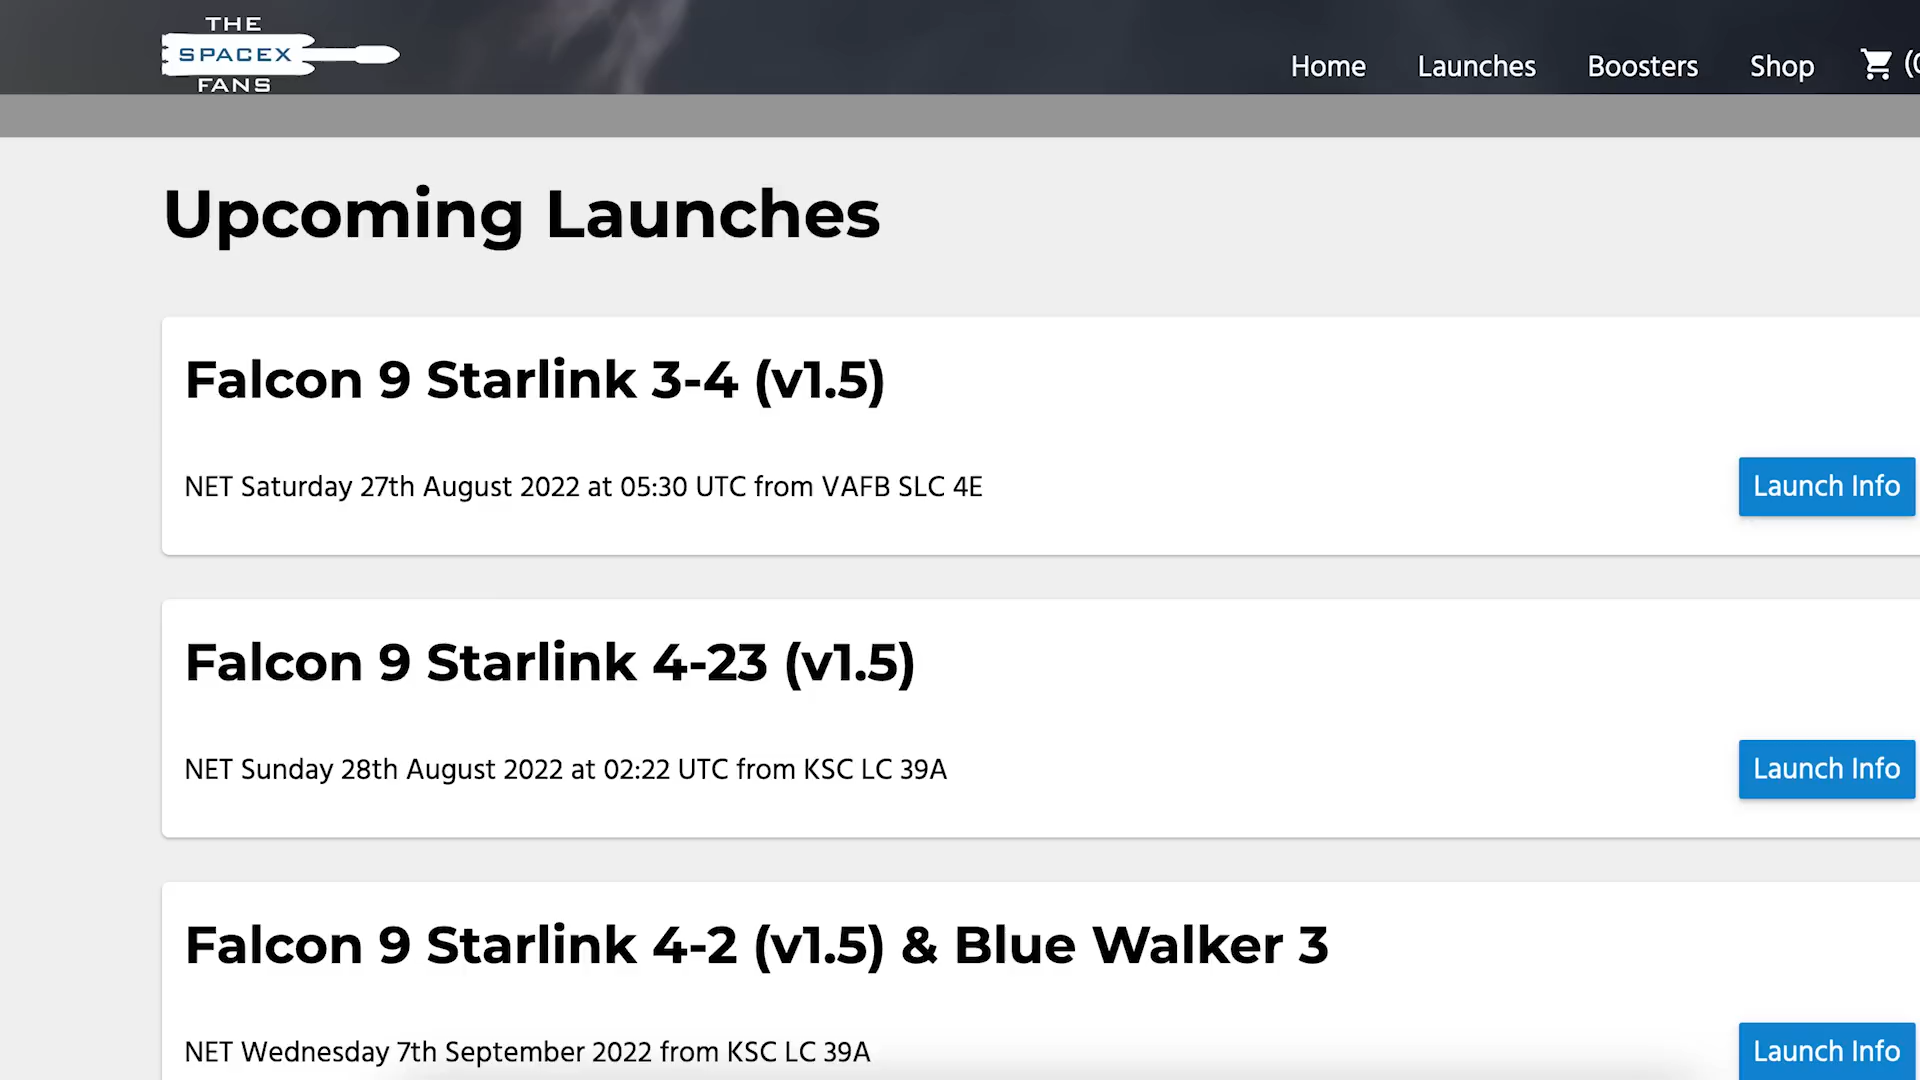 THE
SPACEX
FANS
Home Launches Boosters Shop
Upcoming Launches
Falcon 9 Starlink 3-4 (v1.5)
NET Saturday 27th August 2022 at 05:30 UTC from VAFB SLC 4E
Launch Info
Falcon 9 Starlink 4-23 (v1.5)
NET Sunday 28th August 2022 at 02:22 UTC from KSC LC 39A
Launch Info
Falcon 9 Starlink 4-2 (v1.5) & Blue Walker 3
NET Wednesday 7th September 2022 from KSC LC 39A
Launch Info